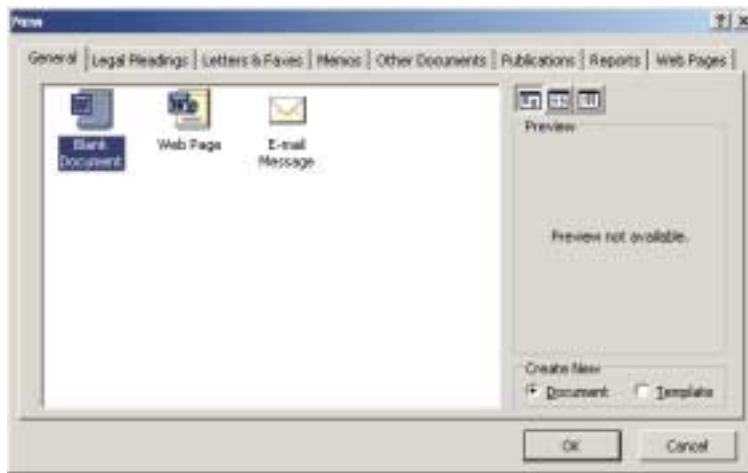 New
General Legal Pleadings Letters & Faxes Memos Other Documents Publications Reports Web Pages
Blank Document
Web Page
E-mail Message
Preview
Preview not available.
Create New
Document Template
OK Cancel